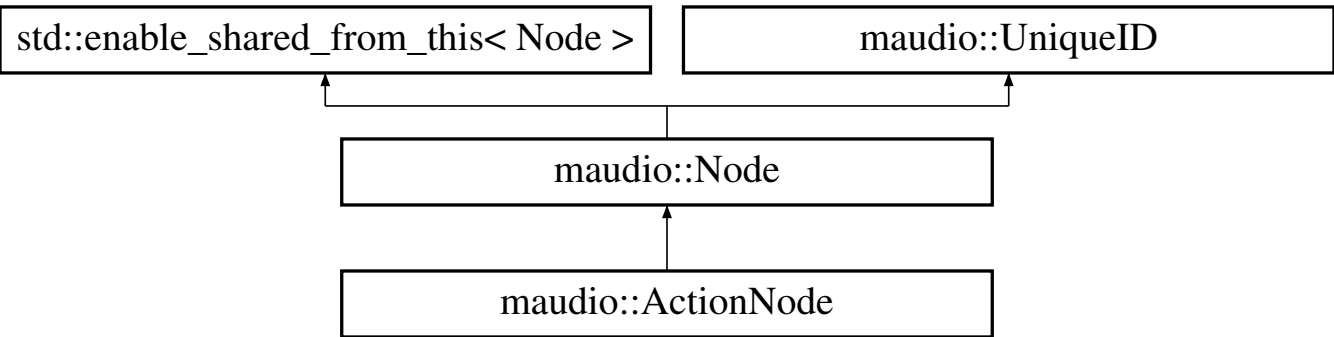 std::enable_shared_from_this< Node >
maudio::UniqueID
maudio::Node
maudio::ActionNode